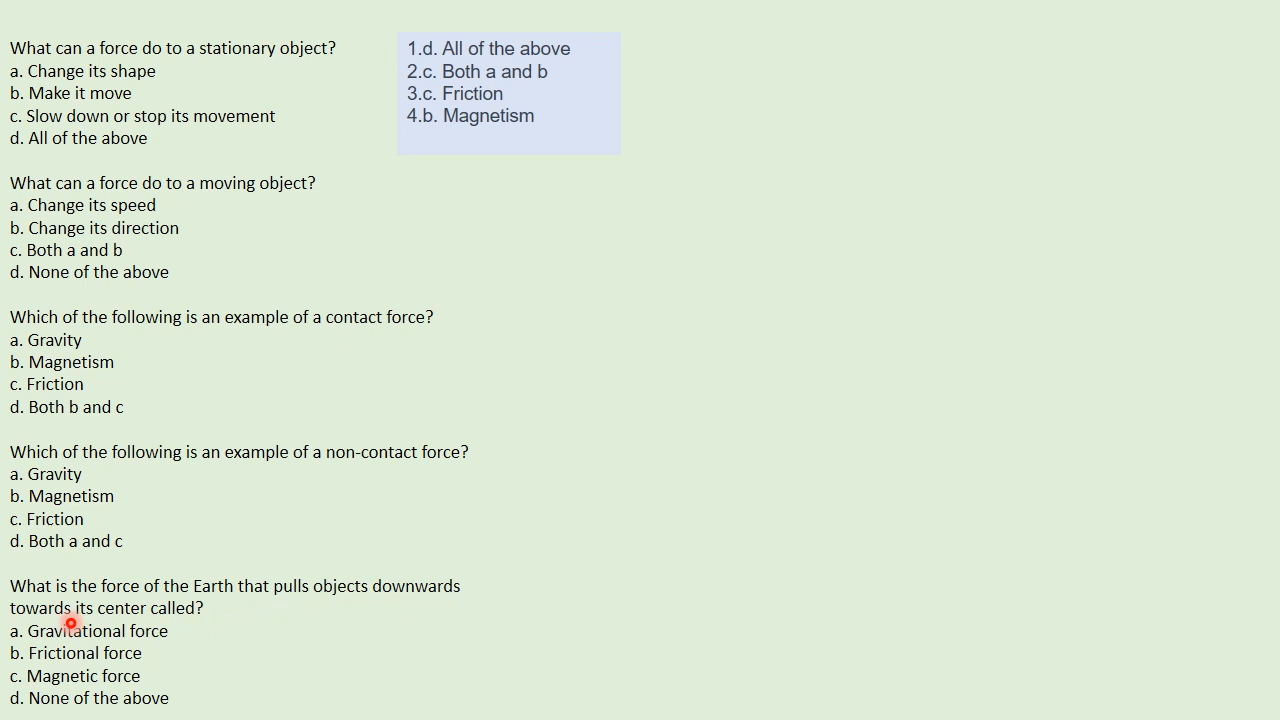 What can a force do to a stationary object?
a. Change its shape
b. Make it move
c. Slow down or stop its movement
d. All of the above
What can a force do to a moving object?
a. Change its speed
b. Change its direction
c. Both a and b
d. None of the above
Which of the following is an example of a contact force?
a. Gravity
b. Magnetism
c. Friction
d. Both b and c
Which of the following is an example of a non-contact force?
a. Gravity
b. Magnetism
c. Friction
d. Both a and c
What is the force of the Earth that pulls objects downwards
towards its center called?
a. Gravitational force
b. Frictional force
c. Magnetic force
d. None of the above
1.d. All of the above
2.c. Both a and b
3.c. Friction
4.b. Magnetism